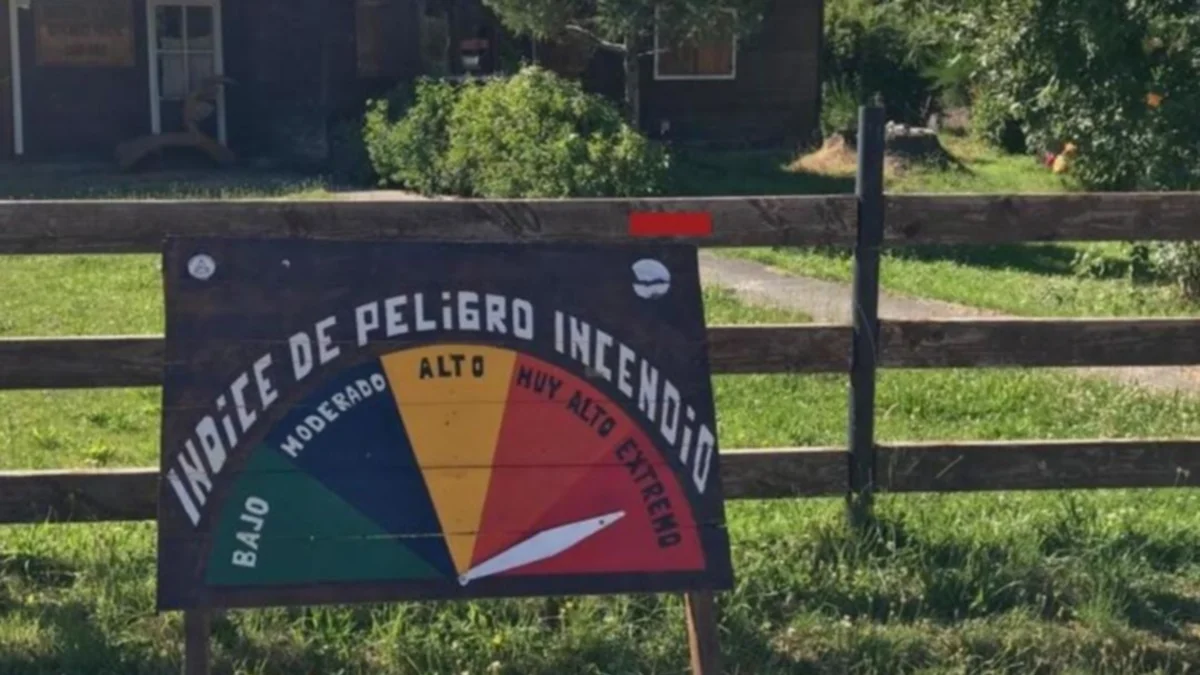 INDiCE DE PELiGRO INCENDiO
BAJO
MODERADO
ALTO
MUY ALTO
EXTREMO